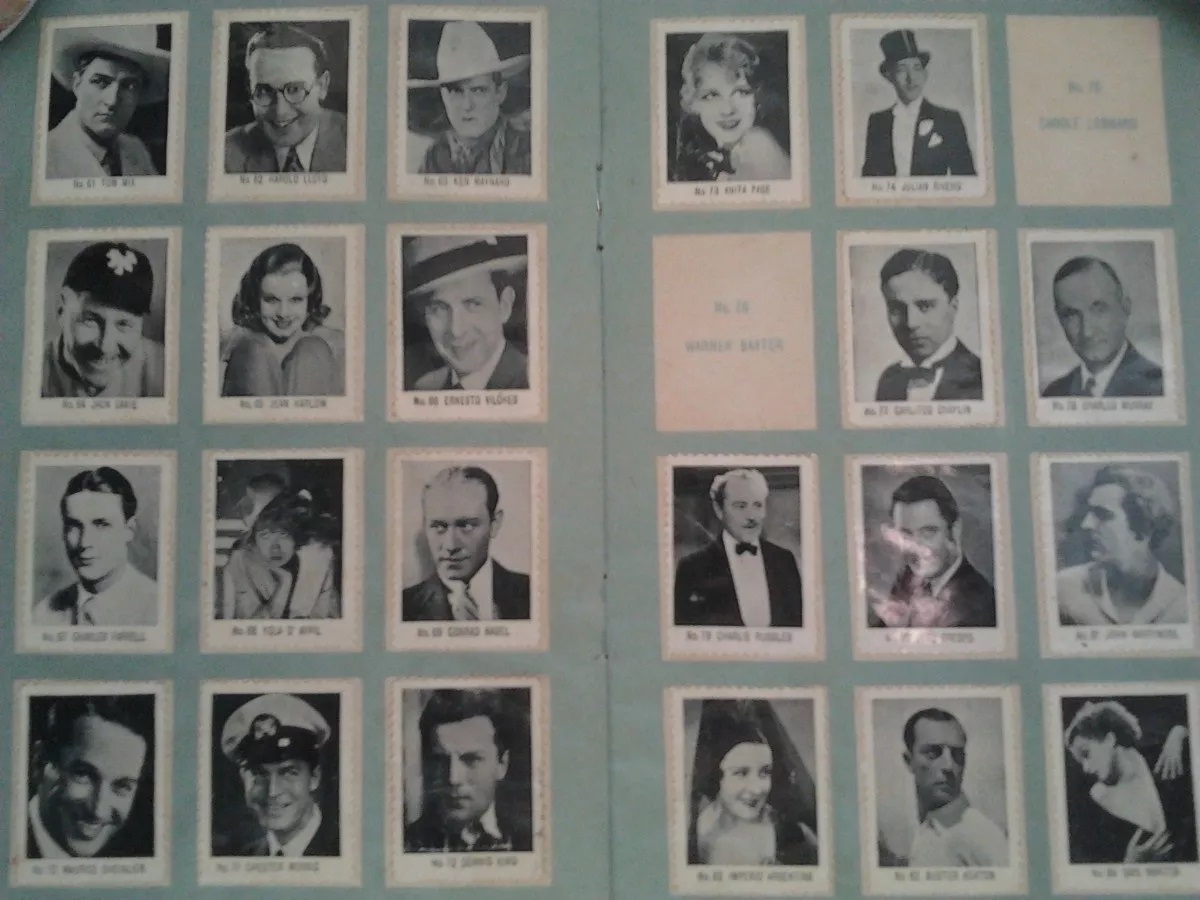 No. 61 TOM MIX
No. 62 HAROLD LLOYD
No. 63 KEN MAYNARD
No. 73 ANITA PAGE
No. 74 JULIAN RIVERO
No. 75
CAROLE LOMBARD
No. 64 JACK OAKIE
No. 65 JEAN HARLOW
No. 66 ERNESTO VILCHES
No. 76
WARNER BAXTER
No. 77 CARLITOS CHAPLIN
No. 78 CHARLES MURRAY
No. 67 CHARLES FARRELL
No. 68 YOLA D' AVRIL
No. 69 CONRAD NAGEL
No. 79 CHARLIE RUGGLES
No. 81 JOHN
No. 70 MAURICE CHEVALIER
No. 71 CHESTER MORRIS
No. 72 DENNIS KING
IMPERIO ARGENTINA
BUSTER KEATON
No. 84